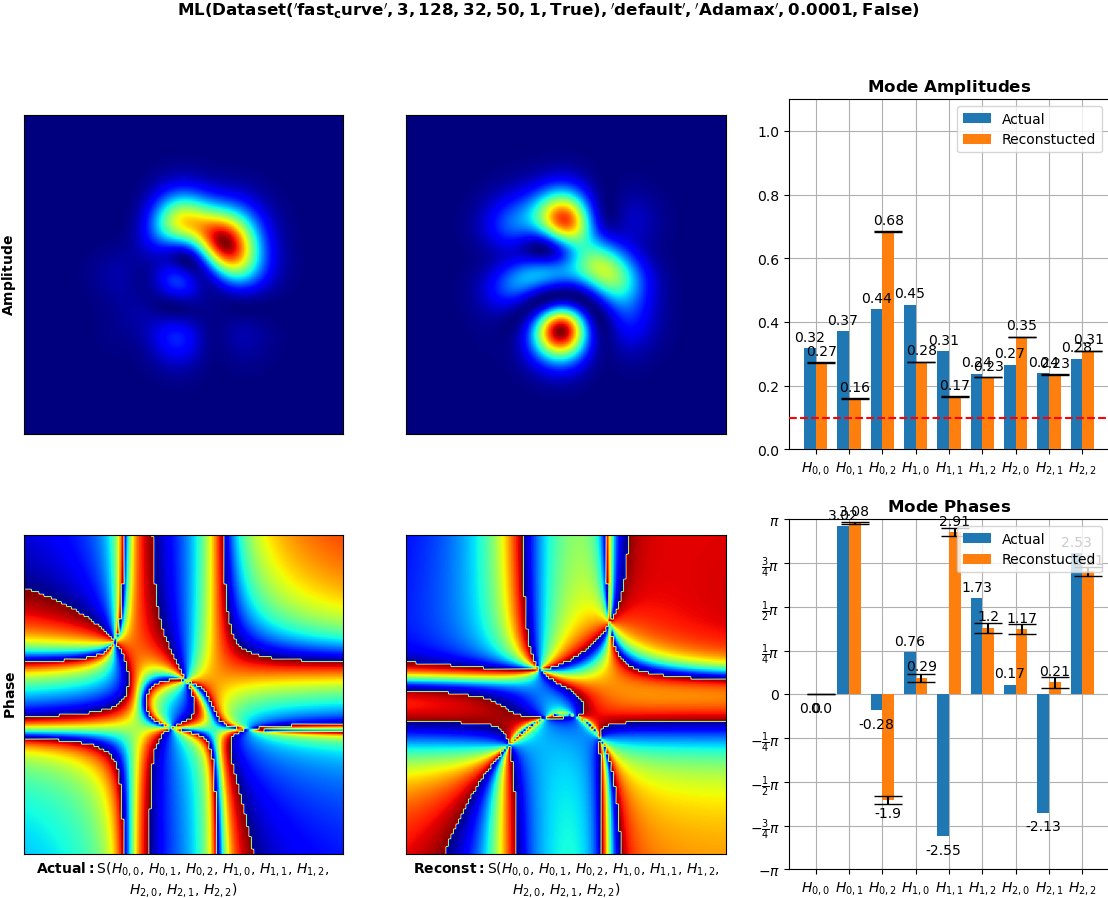 ML(Dataset('fast_curve', 3, 128, 32, 50, 1, True), 'default', 'Adamax', 0.0001, False)
Amplitude
Mode Amplitudes
Actual
Reconstucted
1.0
0.8
0.6
0.4
0.2
0.0
0.32
0.27
0.37
0.16
0.44
0.68
0.45
0.28
0.31
0.17
0.24
0.23
0.27
0.35
0.24
0.23
0.28
0.31
H0,0 H0,1 H0,2 H1,0 H1,1 H1,2 H2,0 H2,1 H2,2
Phase
Mode Phases
Actual
Reconstucted
π
3/4π
1/2π
1/4π
0
−1/4π
−1/2π
−3/4π
−π
0.0
0.0
3.02
3.08
-0.28
-1.9
0.76
0.29
-2.55
2.91
1.73
1.2
0.17
1.17
-2.13
0.21
2.53
H0,0 H0,1 H0,2 H1,0 H1,1 H1,2 H2,0 H2,1 H2,2
Actual: S(H0,0, H0,1, H0,2, H1,0, H1,1, H1,2,
H2,0, H2,1, H2,2)
Reconst: S(H0,0, H0,1, H0,2, H1,0, H1,1, H1,2,
H2,0, H2,1, H2,2)